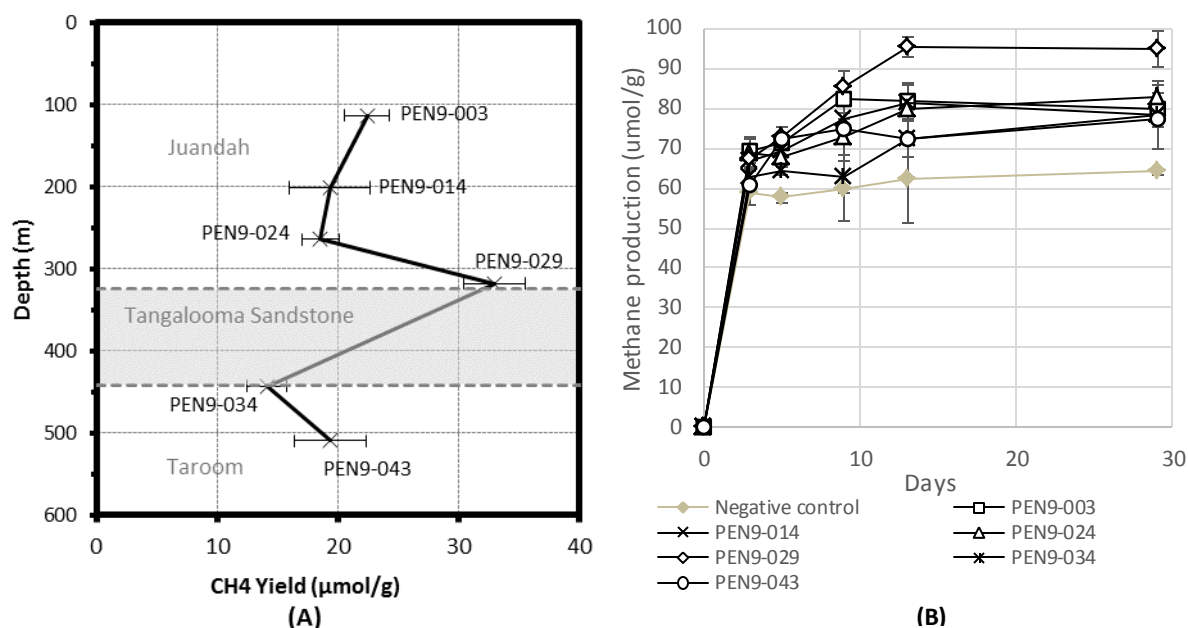 0
100
200
300
400
500
600
Depth (m)
0
10
20
30
40
CH4 Yield (µmol/g)
(A)
Juandah
PEN9-003
PEN9-014
PEN9-024
PEN9-029
Tangalooma Sandstone
PEN9-034
Taroom
PEN9-043
100
90
80
70
60
50
40
30
20
10
0
Methane production (umol/g)
0
10
20
30
Days
Negative control
PEN9-003
PEN9-014
PEN9-024
PEN9-029
PEN9-034
PEN9-043
(B)